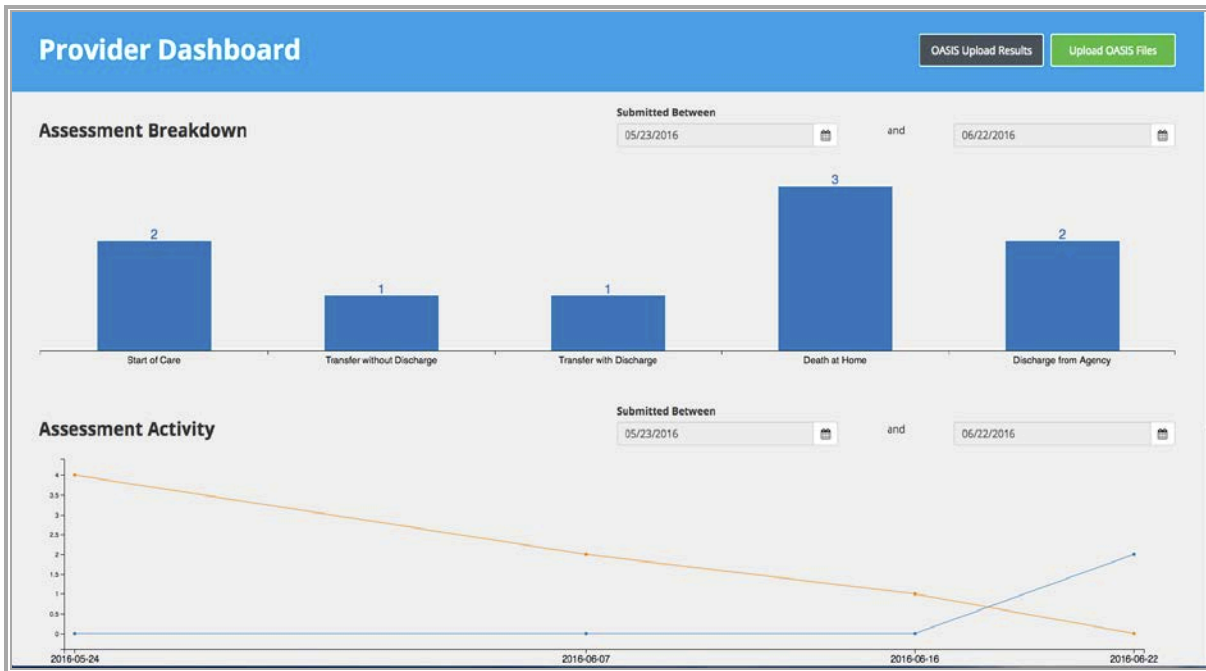 Provider Dashboard
OASIS Upload Results
Upload OASIS Files
Assessment Breakdown
Submitted Between
05/23/2016
and
06/22/2016
2
1
1
3
2
Start of Care
Transfer without Discharge
Transfer with Discharge
Death at Home
Discharge from Agency
Assessment Activity
Submitted Between
05/23/2016
and
06/22/2016
4
3.5
3
2.5
2
1.5
1
0.5
0
2016-05-24
2016-06-07
2016-06-16
2016-06-22